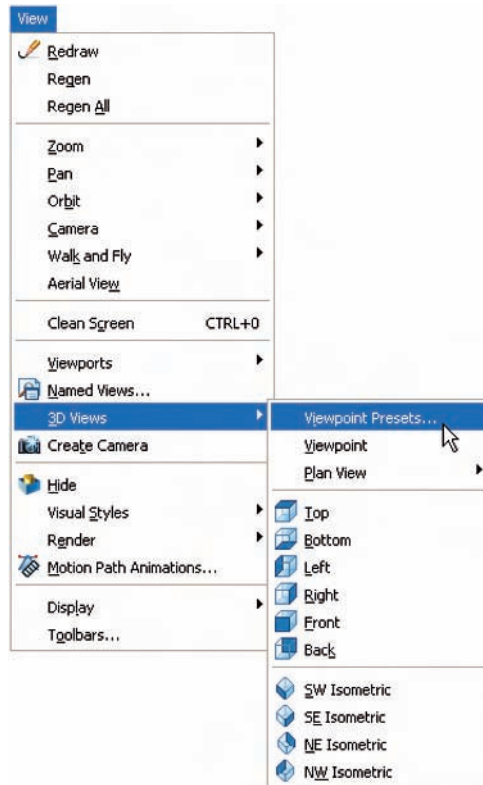 View
Redraw
Regen
Regen All
Zoom
Pan
Orbit
Camera
Walk and Fly
Aerial View
Clean Screen CTRL+0
Viewports
Named Views...
3D Views
Create Camera
Hide
Visual Styles
Render
Motion Path Animations...
Display
Toolbars...
Viewpoint Presets...
Viewpoint
Plan View
Top
Bottom
Left
Right
Front
Back
SW Isometric
SE Isometric
NE Isometric
NW Isometric